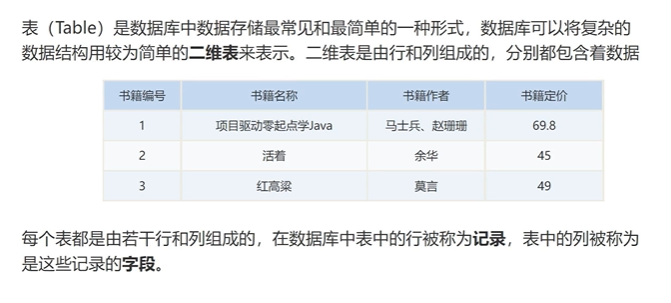 表（Table）是数据库中数据存储最常见和最简单的一种形式，数据库可以将复杂的
数据结构用较为简单的二维表来表示。二维表是由行和列组成的，分别都包含着数据
书籍编号 书籍名称 书籍作者 书籍定价
1 项目驱动零起点学Java 马士兵、赵珊珊 69.8
2 活着 余华 45
3 红高粱 莫言 49
每个表都是由若干行和列组成的，在数据库中表中的行被称为记录，表中的列被称为
是这些记录的字段。